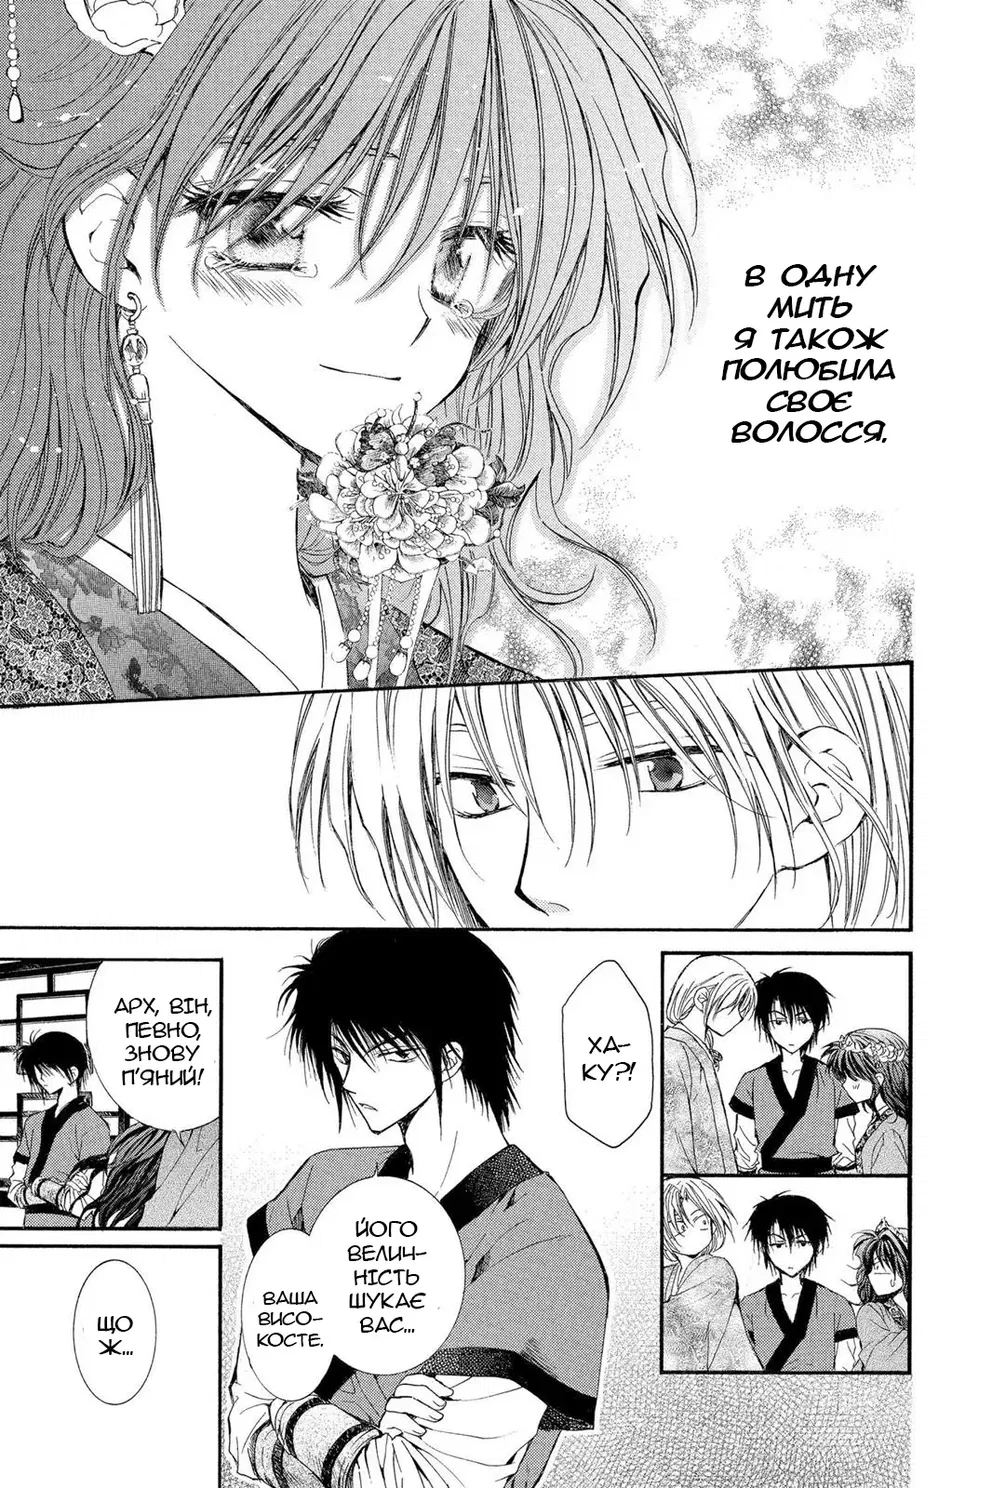 В ОДНУ
МИТЬ
Я ТАКОЖ
ПОЛЮБИЛА
СВОЄ
ВОЛОССЯ.
ХА-
КУ?!
ЙОГО
ВЕЛИЧ-
НІСТЬ
ШУКАЄ
ВАС...
ВАША
ВИСО-
КОСТЕ.
АРХ, ВІН,
ПЕВНО,
ЗНОВУ
П'ЯНИЙ!
ЩО
Ж...